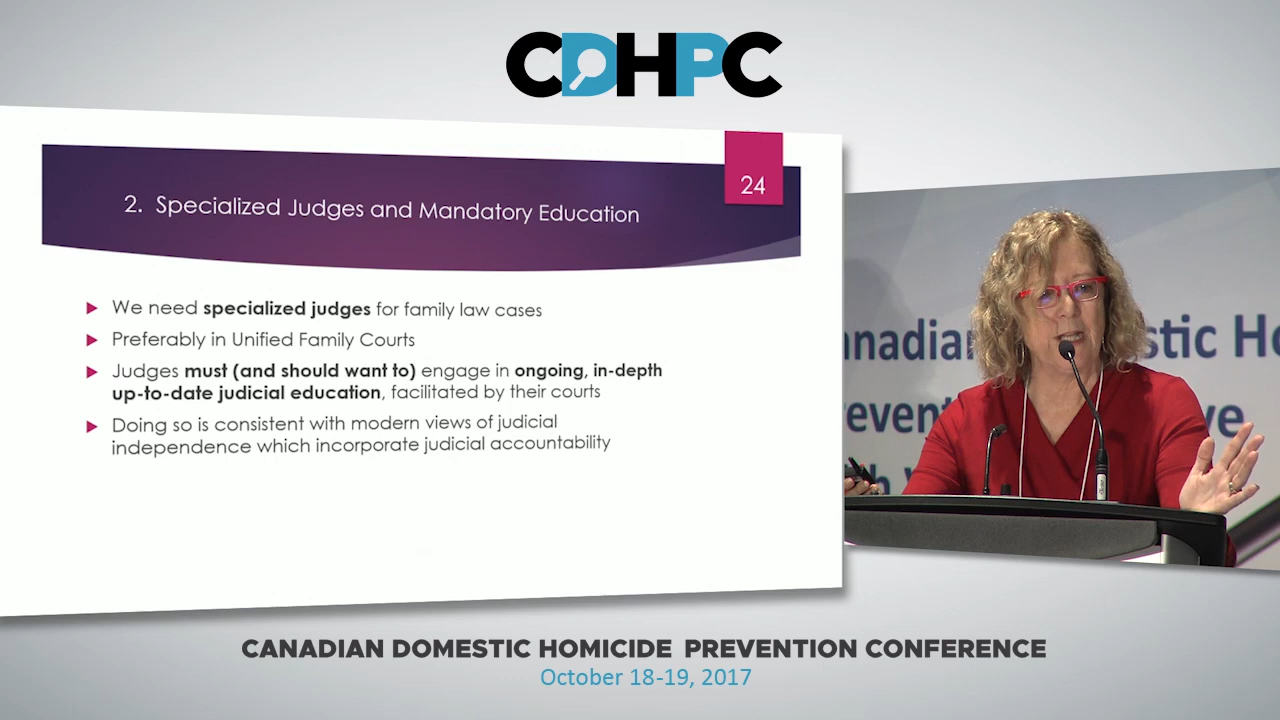 CDHPC
24
2. Specialized Judges and Mandatory Education
We need specialized judges for family law cases
Preferably in Unified Family Courts
Judges must (and should want to) engage in ongoing, in-depth
up-to-date judicial education, facilitated by their courts
Doing so is consistent with modern views of judicial
independence which incorporate judicial accountability
CANADIAN DOMESTIC HOMICIDE PREVENTION CONFERENCE
October 18-19, 2017